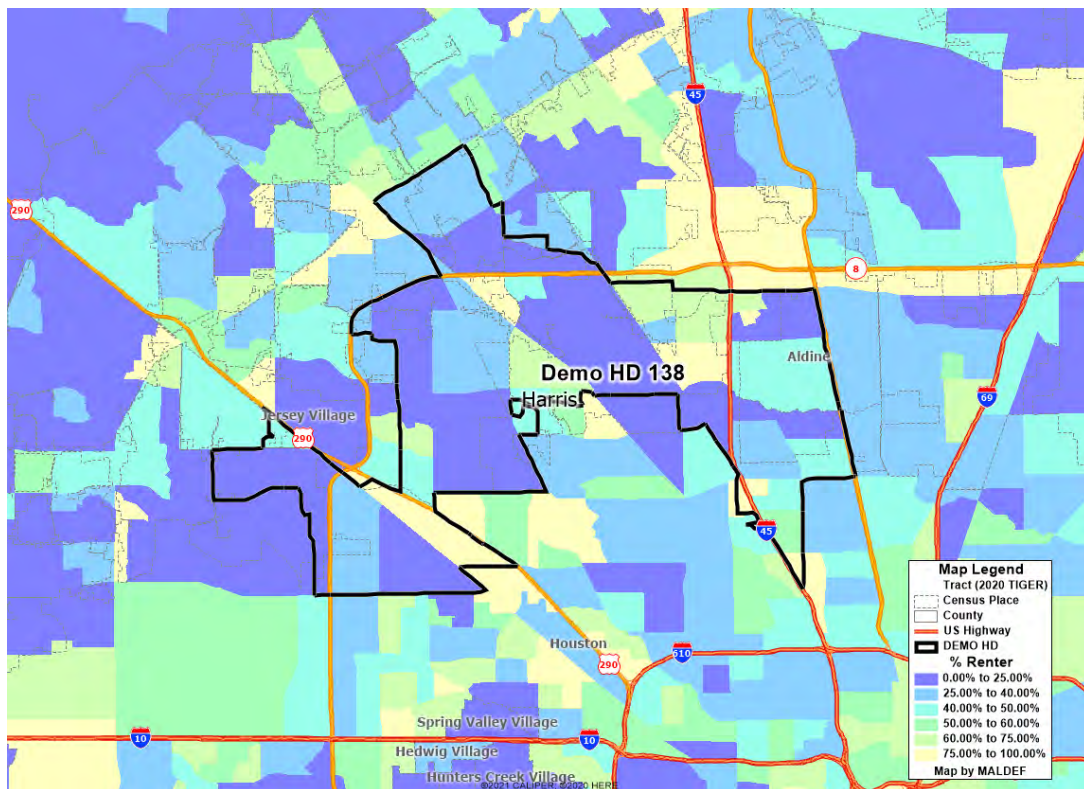 45
290
8
Aldine
Demo HD 138
Harris
69
Jersey Village
290
45
Houston
290
610
Spring Valley Village
10
10
Hedwig Village
Hunters Creek Village
©2021 CALIPER; ©2020 HERE
Map Legend
Tract (2020 TIGER)
Census Place
County
US Highway
DEMO HD
% Renter
0.00% to 25.00%
25.00% to 40.00%
40.00% to 50.00%
50.00% to 60.00%
60.00% to 75.00%
75.00% to 100.00%
Map by MALDEF